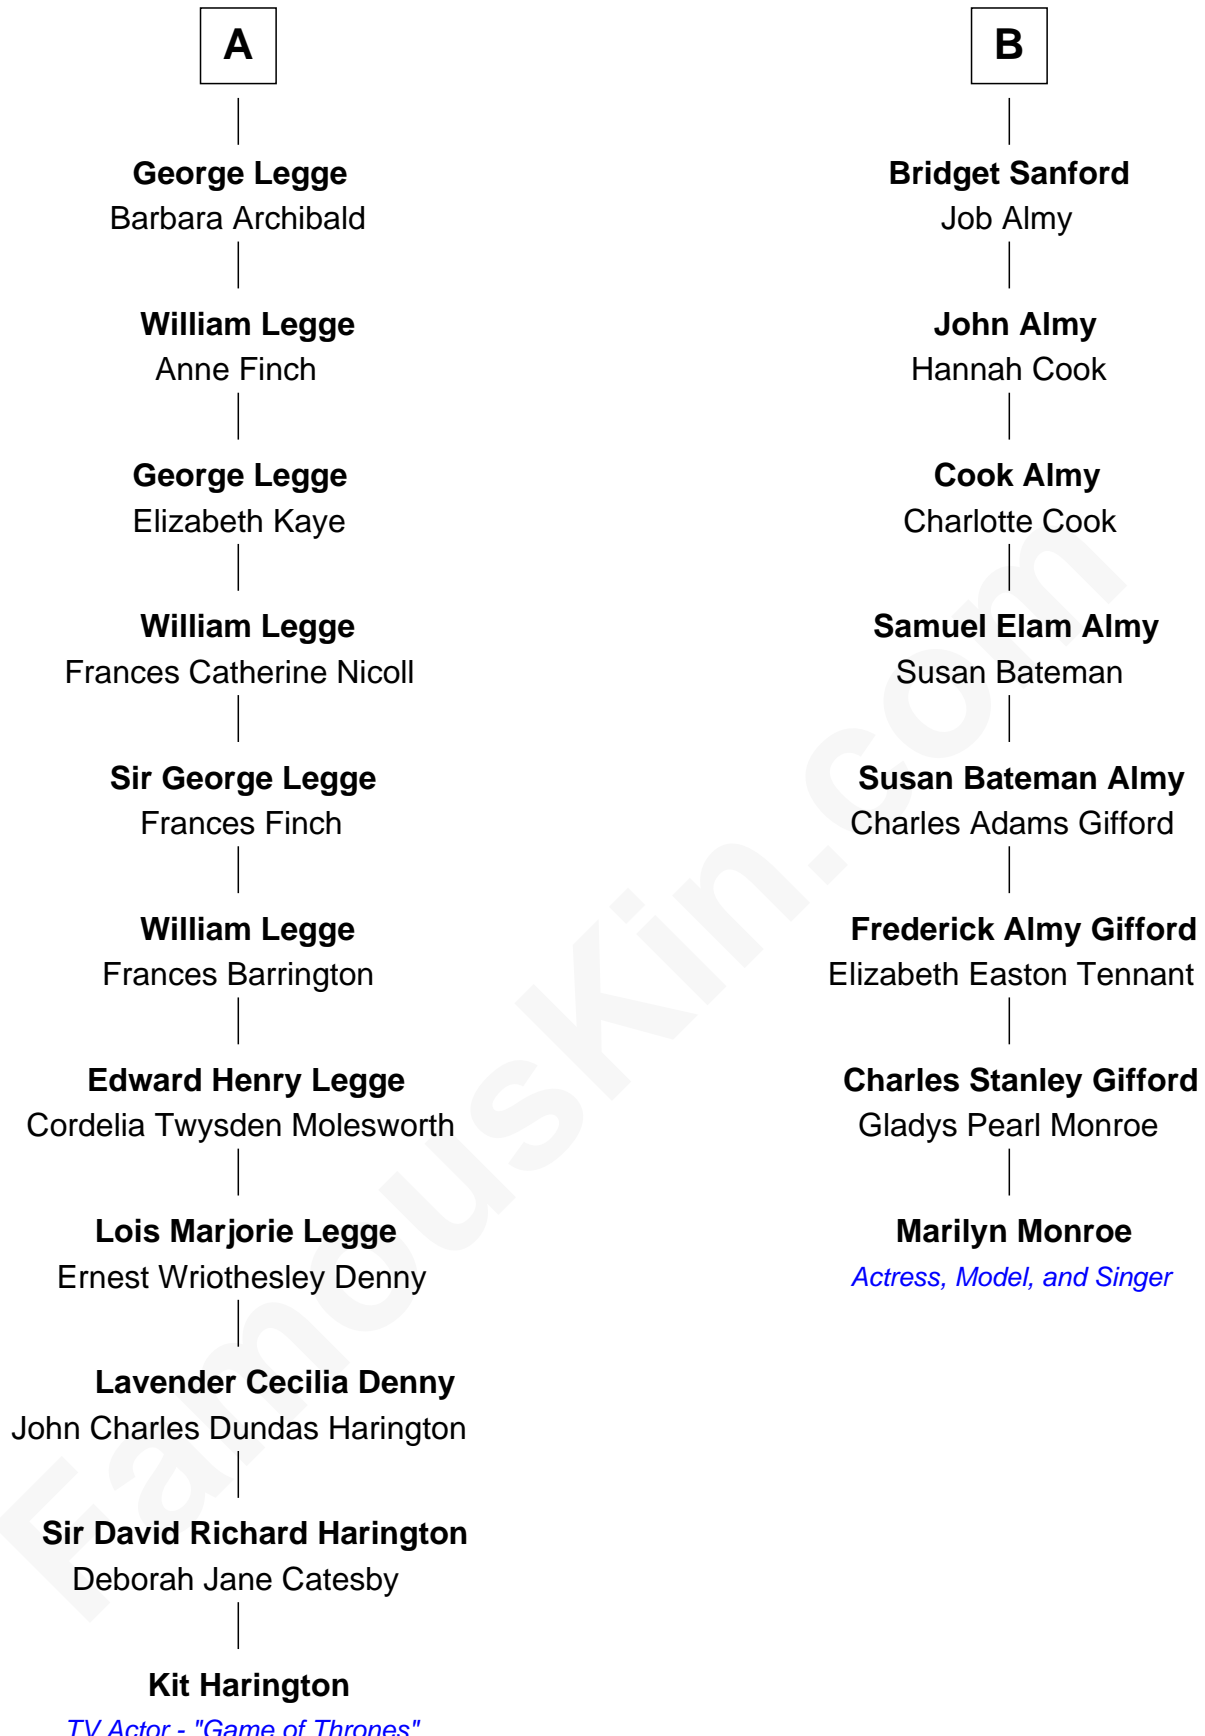 A
George Legge
Barbara Archibald
William Legge
Anne Finch
George Legge
Elizabeth Kaye
William Legge
Frances Catherine Nicoll
Sir George Legge
Frances Finch
William Legge
Frances Barrington
Edward Henry Legge
Cordelia Twysden Molesworth
Lois Marjorie Legge
Ernest Wriothesley Denny
Lavender Cecilia Denny
John Charles Dundas Harington
Sir David Richard Harington
Deborah Jane Catesby
Kit Harington
TV Actor - "Game of Thrones"
B
Bridget Sanford
Job Almy
John Almy
Hannah Cook
Cook Almy
Charlotte Cook
Samuel Elam Almy
Susan Bateman
Susan Bateman Almy
Charles Adams Gifford
Frederick Almy Gifford
Elizabeth Easton Tennant
Charles Stanley Gifford
Gladys Pearl Monroe
Marilyn Monroe
Actress, Model, and Singer
FamousKin.com